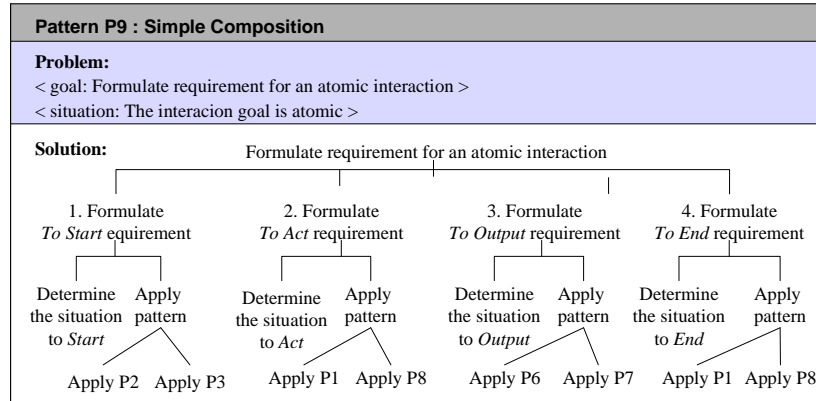 Pattern P9 : Simple Composition
Problem:
< goal: Formulate requirement for an atomic interaction >
< situation: The interacion goal is atomic >
Solution:
Formulate requirement for an atomic interaction
1. Formulate
To Start equirement
2. Formulate
To Act requirement
3. Formulate
To Output requirement
4. Formulate
To End requirement
Determine
the situation
to Start
Apply
pattern
Determine
the situation
to Act
Apply
pattern
Determine
the situation
to Output
Apply
pattern
Determine
the situation
to End
Apply
pattern
Apply P2
Apply P3
Apply P1
Apply P8
Apply P6
Apply P7
Apply P1
Apply P8